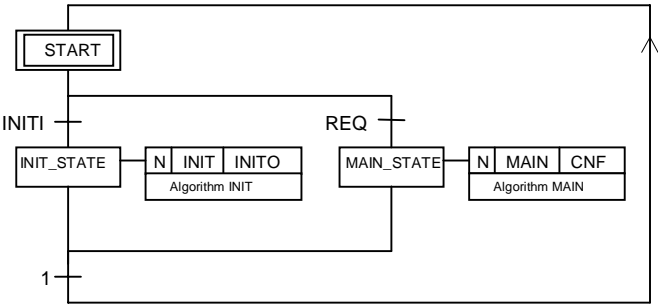 START
INITI
REQ
INIT_STATE
N INIT INITO
Algorithm INIT
MAIN_STATE
N MAIN CNF
Algorithm MAIN
1